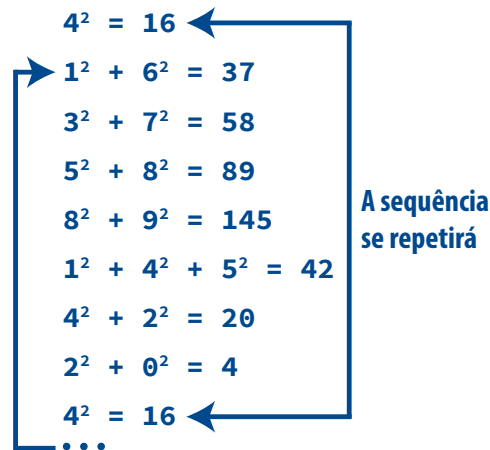 4² = 16
1² + 6² = 37
3² + 7² = 58
5² + 8² = 89
8² + 9² = 145
1² + 4² + 5² = 42
4² + 2² = 20
2² + 0² = 4
4² = 16
• • •
A sequência
se repetirá